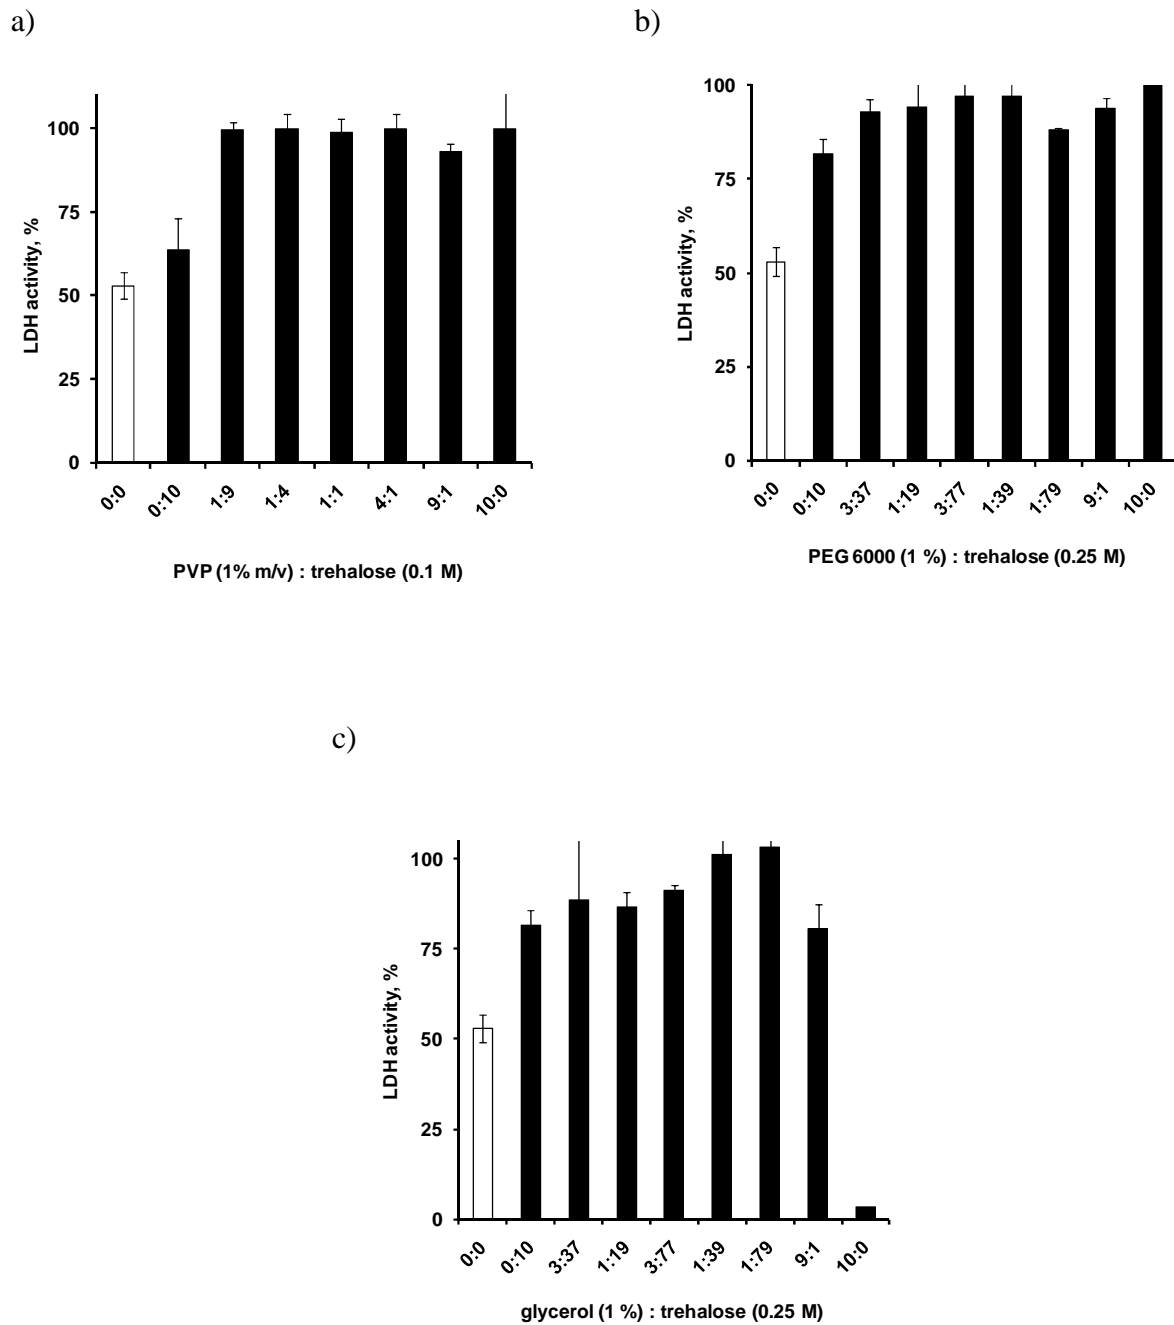 a)
100
75
50
25
0
LDH activity, %
0:0 0:10 1:9 1:4 1:1 4:1 9:1 10:0
PVP (1% m/v) : trehalose (0.1 M)
b)
100
75
50
25
0
LDH activity, %
0:0 0:10 3:37 1:19 3:77 1:39 1:79 9:1 10:0
PEG 6000 (1 %) : trehalose (0.25 M)
c)
100
75
50
25
0
LDH activity, %
0:0 0:10 3:37 1:19 3:77 1:39 1:79 9:1 10:0
glycerol (1 %) : trehalose (0.25 M)